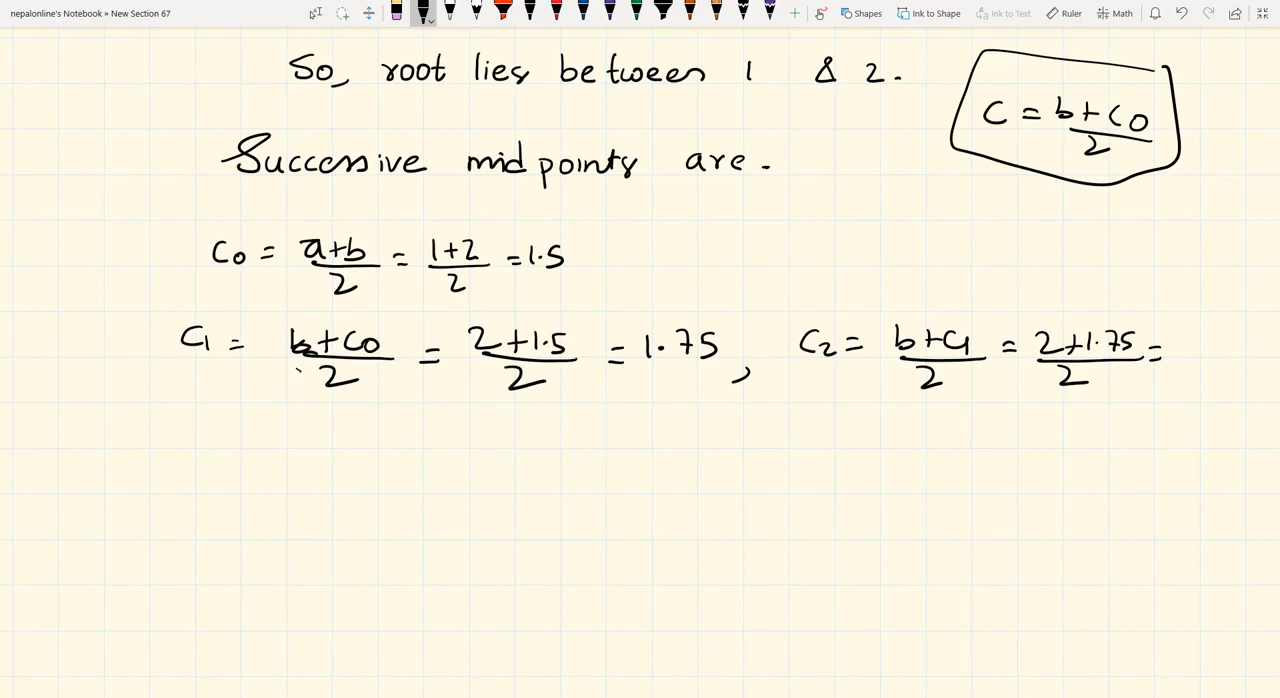 nepalonline's Notebook » New Section 67
Shapes Ink to Shape Ink to Text Ruler Math
So, root lies between 1 & 2.
C = b+C0/2
Successive midpoints are.
C0 = a+b/2 = 1+2/2 = 1.5
C1 = b+C0/2 = 2+1.5/2 = 1.75 , C2 = b+C1/2 = 2+1.75/2 =